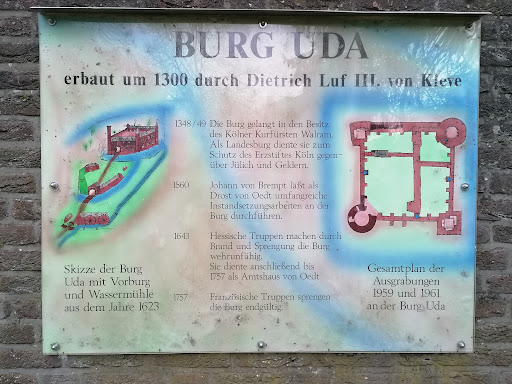 BURG UDA
erbaut um 1300 durch Dietrich Luf III. von Kleve
1348/49 Die Burg gelangt in den Besitz
des Kölner Kurfürsten Walram.
Als Landesburg diente sie zum
Schutz des Erzstiftes Köln gegen-
über Jülich und Geldern.
1560 Johann von Brempt läßt als
Drost von Oedt umfangreiche
Instandsetzungsarbeiten an der
Burg durchführen.
1643 Hessische Truppen machen durch
Brand und Sprengung die Burg
wehrunfähig.
Sie diente anschließend bis
1757 als Amtshaus von Oedt
1757 Französische Truppen sprengen
die Burg endgültig.
Skizze der Burg
Uda mit Vorburg
und Wassermühle
aus dem Jahre 1623
Gesamtplan der
Ausgrabungen
1959 und 1961
an der Burg Uda